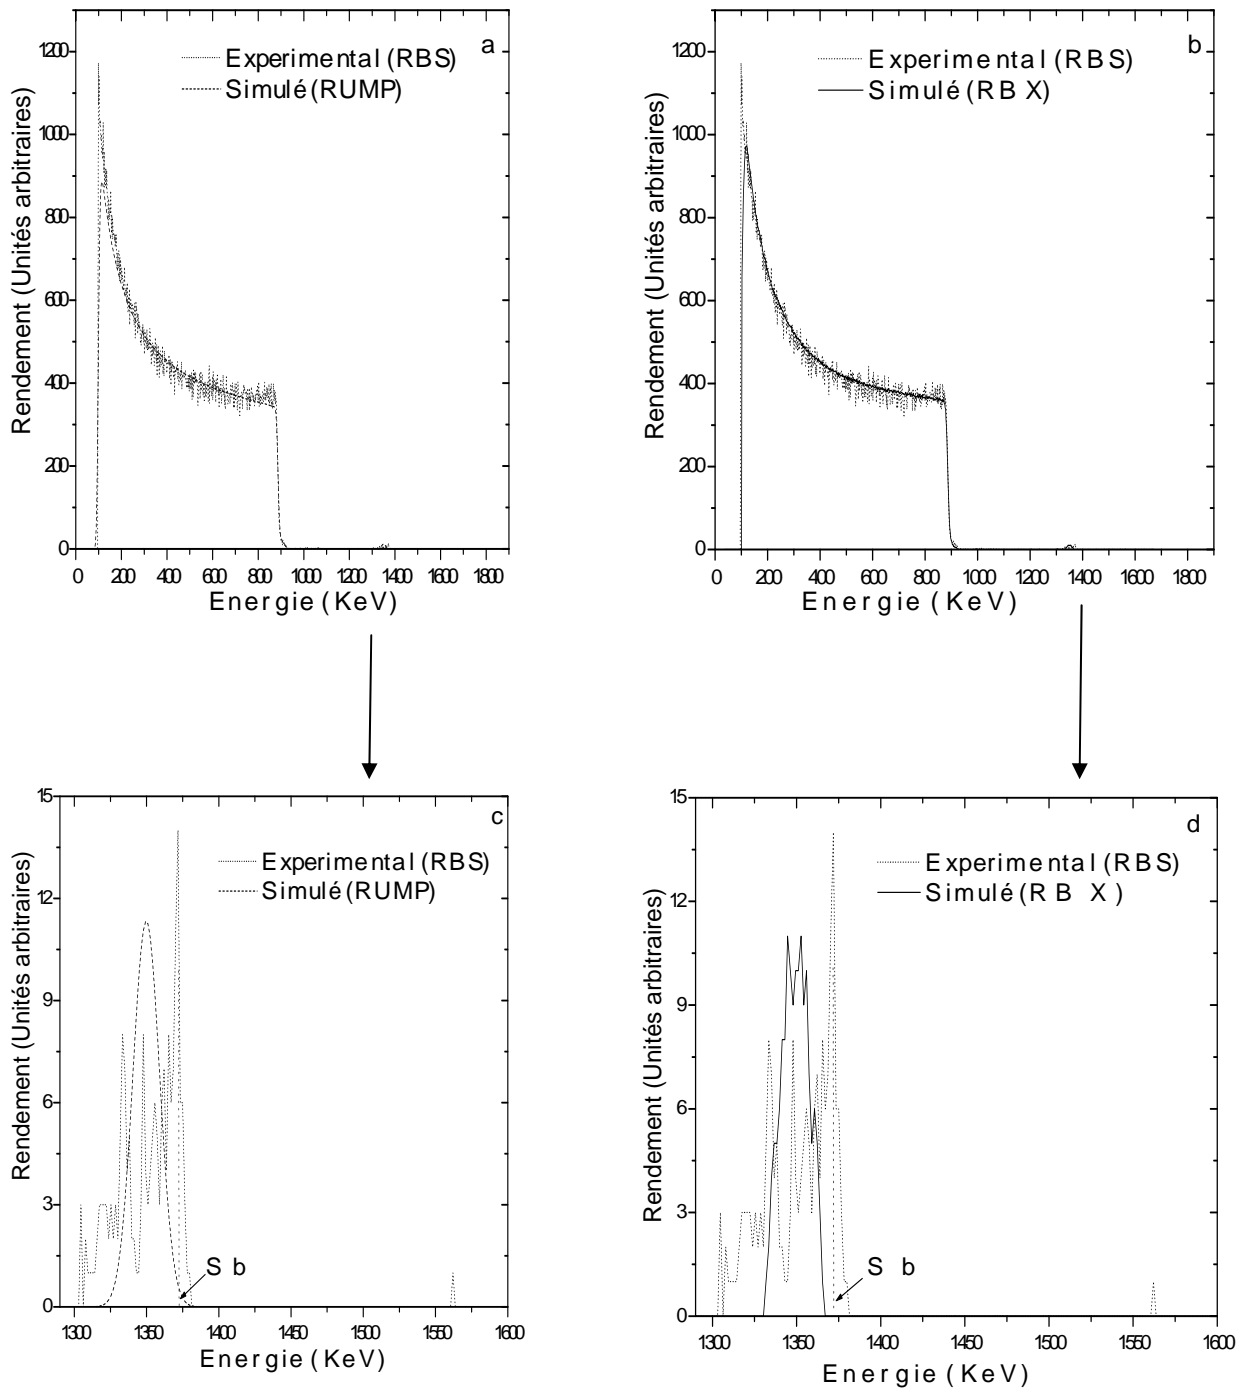 a
Experimental (RBS)
Simulé (RUMP)
Rendement (Unités arbitraires)
1200
1000
800
600
400
200
0
0 200 400 600 800 1000 1200 1400 1600 1800
Energie (KeV)
b
Experimental (RBS)
Simulé (RBX)
Rendement (Unités arbitraires)
1200
1000
800
600
400
200
0
0 200 400 600 800 1000 1200 1400 1600 1800
Energie (KeV)
c
Experimental (RBS)
Simulé (RUMP)
Rendement (Unités arbitraires)
15
12
9
6
3
0
Sb
1300 1350 1400 1450 1500 1550 1600
Energie (KeV)
d
Experimental (RBS)
Simulé (RB X)
Rendement (Unités arbitraires)
15
12
9
6
3
0
Sb
1300 1350 1400 1450 1500 1550 1600
Energie (KeV)